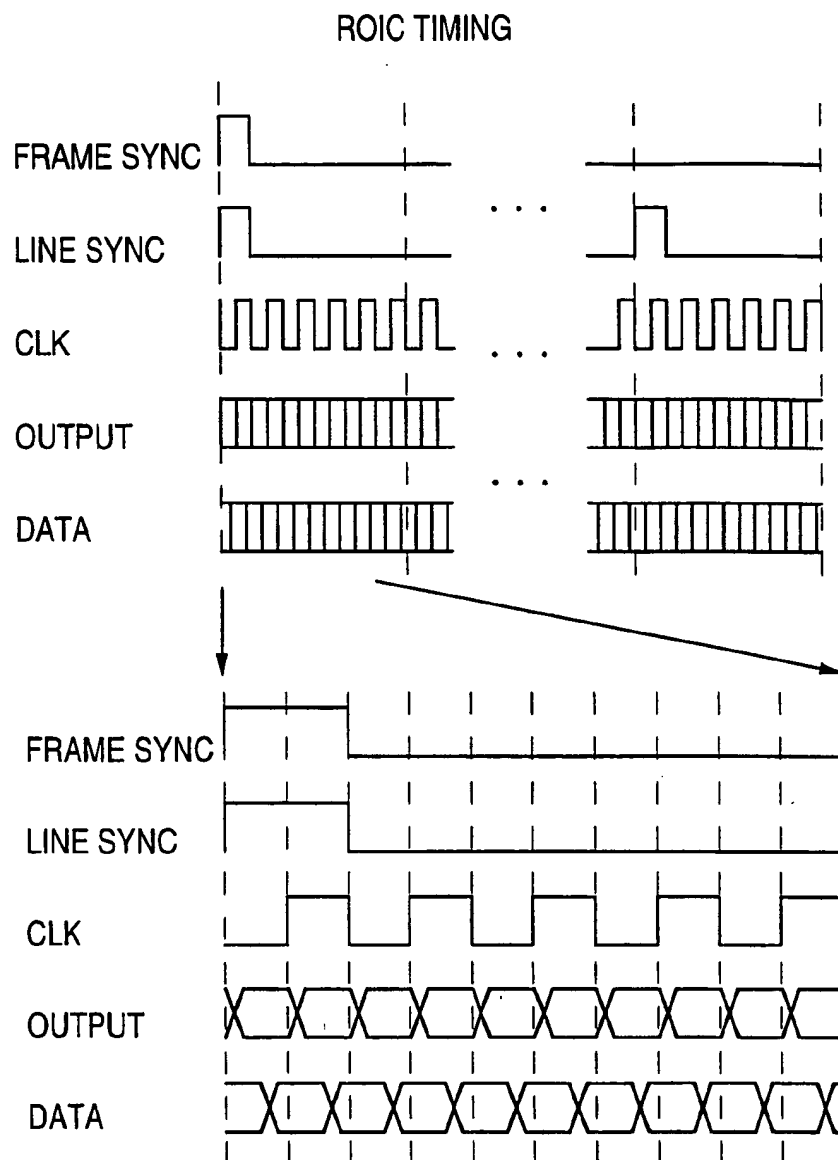 ROIC TIMING
FRAME SYNC
LINE SYNC
. . .
CLK
. . .
OUTPUT
. . .
DATA
FRAME SYNC
LINE SYNC
CLK
OUTPUT
DATA